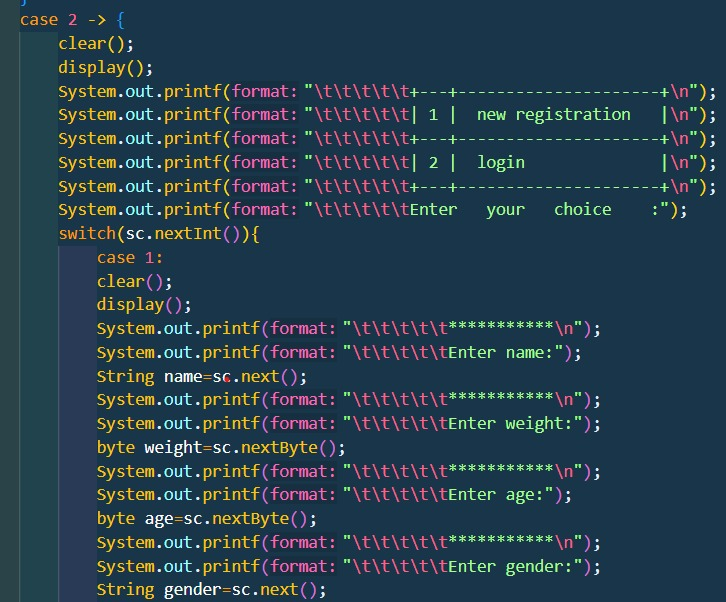 }
case 2 -> {
clear();
display();
System.out.printf(format: "\t\t\t\t\t+---+---------------------+\n");
System.out.printf(format: "\t\t\t\t\t| 1 |  new registration   |\n");
System.out.printf(format: "\t\t\t\t\t+---+---------------------+\n");
System.out.printf(format: "\t\t\t\t\t| 2 |  login              |\n");
System.out.printf(format: "\t\t\t\t\t+---+---------------------+\n");
System.out.printf(format: "\t\t\t\t\tEnter   your   choice    :");
switch(sc.nextInt()){
case 1:
clear();
display();
System.out.printf(format: "\t\t\t\t\t***********\n");
System.out.printf(format: "\t\t\t\t\tEnter name:");
String name=sc.next();
System.out.printf(format: "\t\t\t\t\t***********\n");
System.out.printf(format: "\t\t\t\t\tEnter weight:");
byte weight=sc.nextByte();
System.out.printf(format: "\t\t\t\t\t***********\n");
System.out.printf(format: "\t\t\t\t\tEnter age:");
byte age=sc.nextByte();
System.out.printf(format: "\t\t\t\t\t***********\n");
System.out.printf(format: "\t\t\t\t\tEnter gender:");
String gender=sc.next();